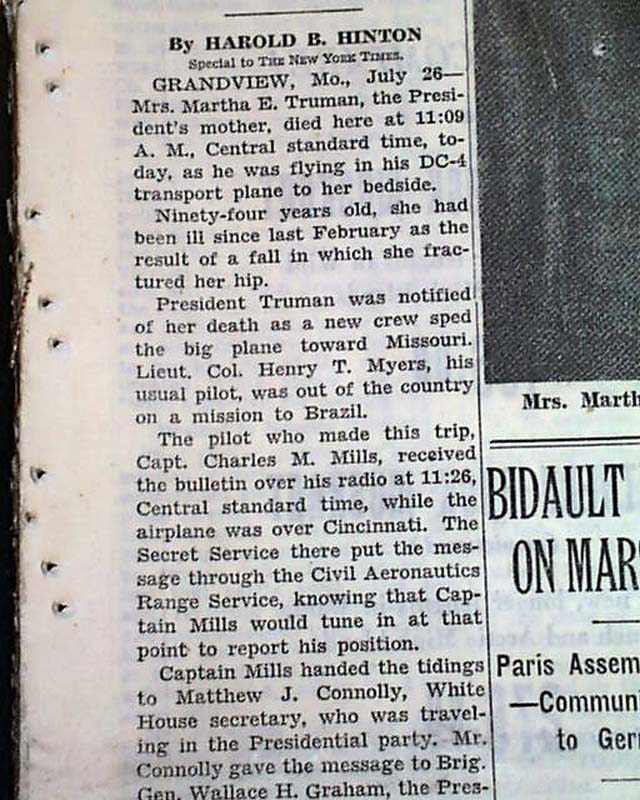 By HAROLD B. HINTON
Special to THE NEW YORK TIMES.
GRANDVIEW, Mo., July 26—
Mrs. Martha E. Truman, the Presi-
dent's mother, died here at 11:09
A. M., Central standard time, to-
day, as he was flying in his DC-4
transport plane to her bedside.
Ninety-four years old, she had
been ill since last February as the
result of a fall in which she frac-
tured her hip.
President Truman was notified
of her death as a new crew sped
the big plane toward Missouri.
Lieut. Col. Henry T. Myers, his
usual pilot, was out of the country
on a mission to Brazil.
The pilot who made this trip,
Capt. Charles M. Mills, received
the bulletin over his radio at 11:26,
Central standard time, while the
airplane was over Cincinnati. The
Secret Service there put the mes-
sage through the Civil Aeronautics
Range Service, knowing that Cap-
tain Mills would tune in at that
point to report his position.
Captain Mills handed the tidings
to Matthew J. Connolly, White
House secretary, who was travel-
ing in the Presidential party. Mr.
Connolly gave the message to Brig.
Gen. Wallace H. Graham, the Pres-
Mrs. Marth
BIDAULT
ON MAR
Paris Assem
—Commun
to Ger